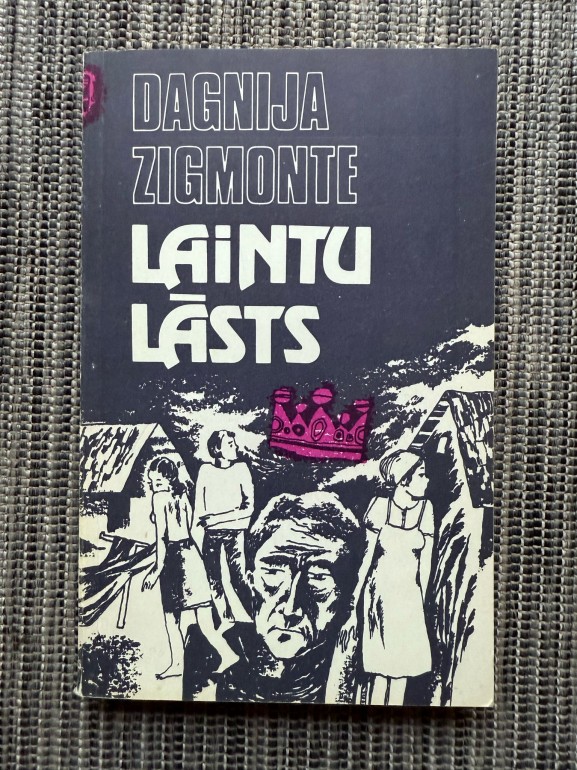 DAGNIJA
ZIGMONTE
LAiNTU
LĀSTS